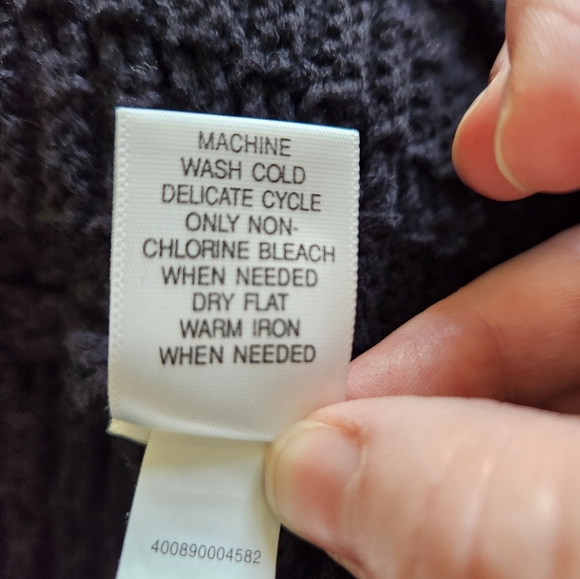 MACHINE
WASH COLD
DELICATE CYCLE
ONLY NON-
CHLORINE BLEACH
WHEN NEEDED
DRY FLAT
WARM IRON
WHEN NEEDED
400890004582